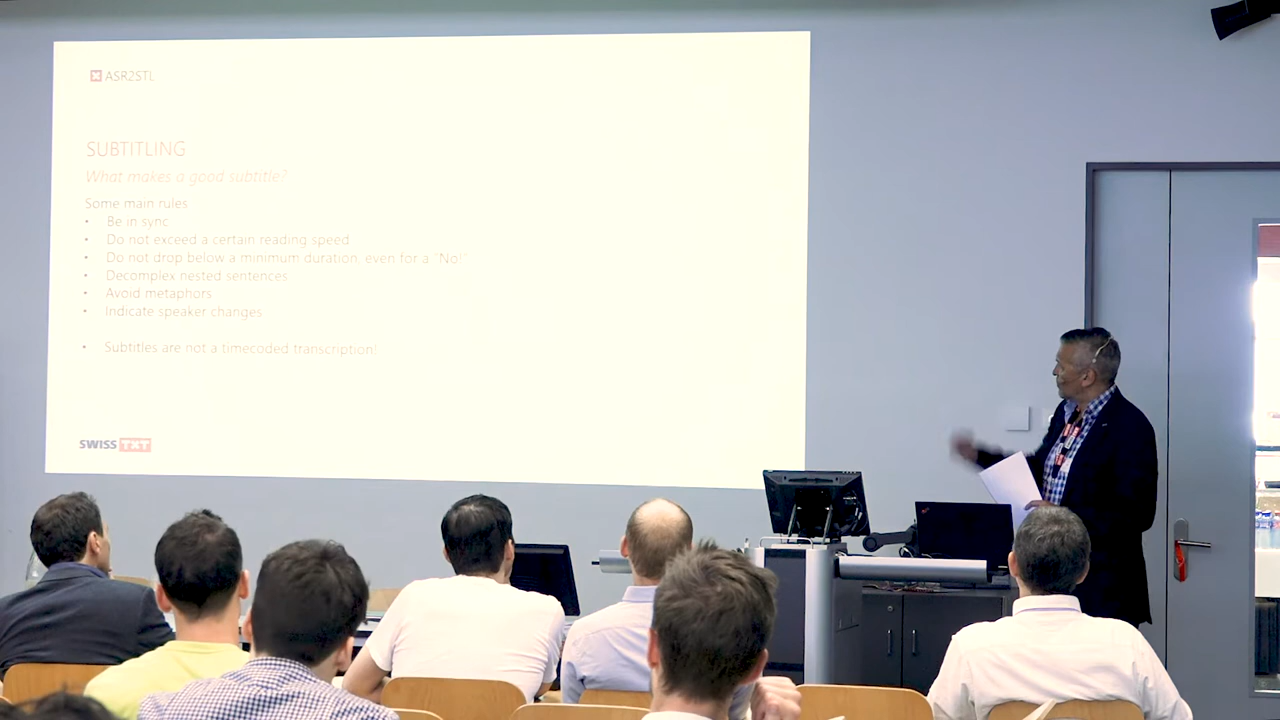 ASR2STL
SUBTITLING
What makes a good subtitle?
Some main rules
• Be in sync
• Do not exceed a certain reading speed
• Do not drop below a minimum duration, even for a "No!"
• Decomplex nested sentences
• Avoid metaphors
• Indicate speaker changes
• Subtitles are not a timecoded transcription!
SWISS TXT